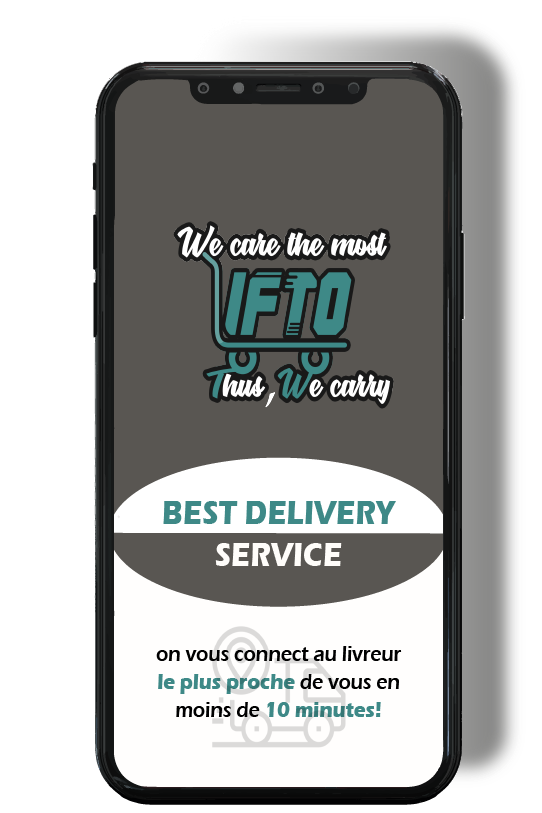 We care the most
LIFTO
Thus, We carry
BEST DELIVERY
SERVICE
on vous connect au livreur
le plus proche de vous en
moins de 10 minutes!